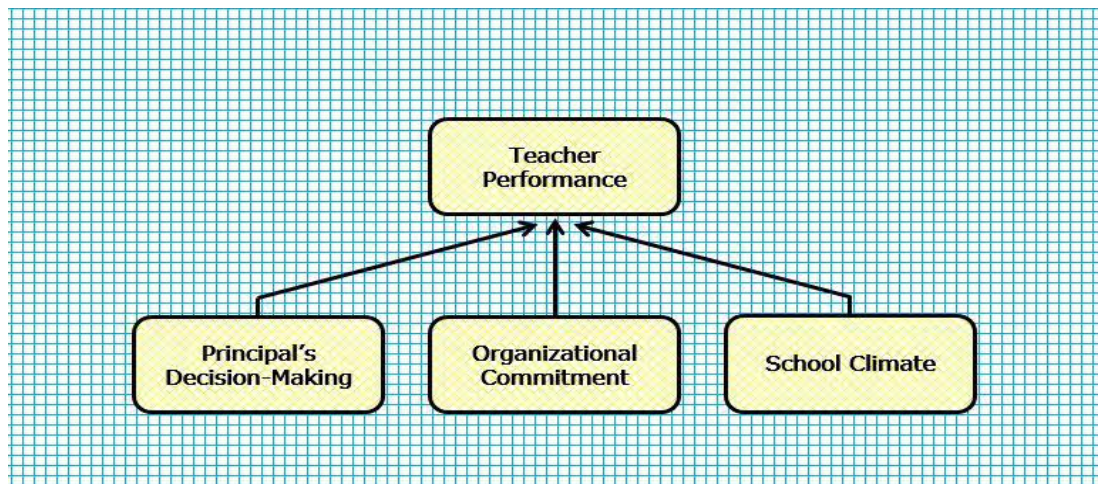 Teacher
Performance
Principal’s
Decision-Making
Organizational
Commitment
School Climate